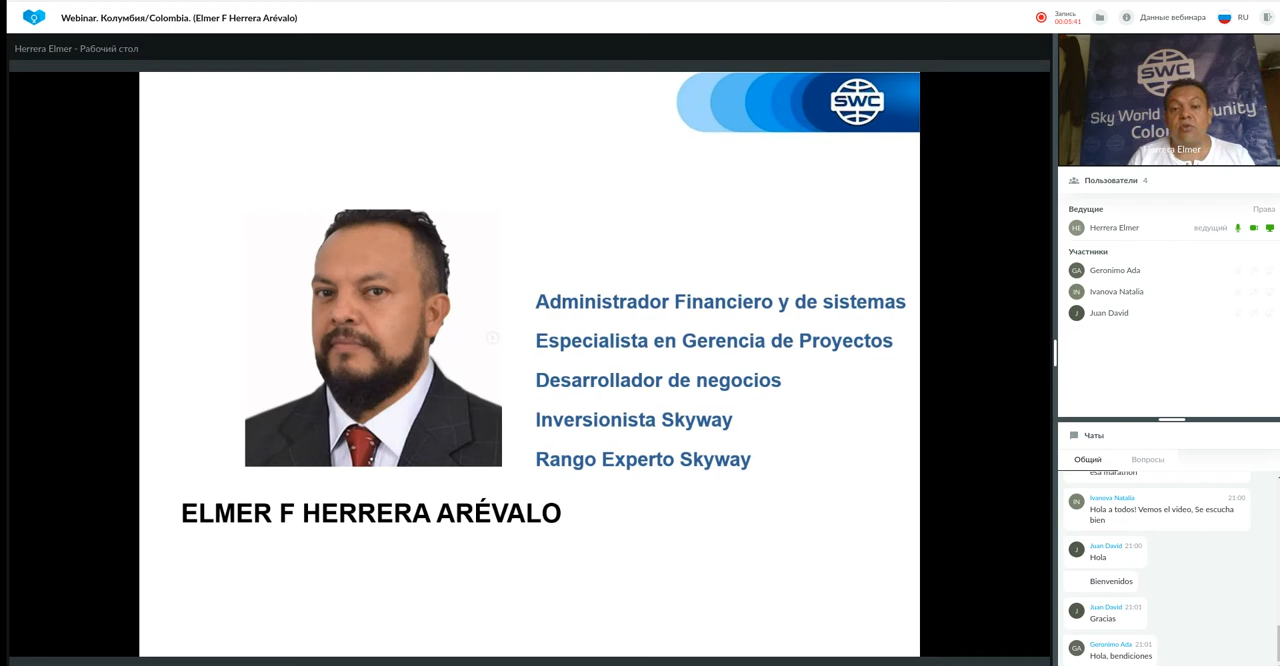 Webinar. Колумбия/Colombia. (Elmer F Herrera Arévalo)
Запись
00:05:41
Данные вебинара
RU
Herrera Elmer - Рабочий стол
SWC
Administrador Financiero y de sistemas
Especialista en Gerencia de Proyectos
Desarrollador de negocios
Inversionista Skyway
Rango Experto Skyway
ELMER F HERRERA ARÉVALO
SWC
Sky World
Herrera Elmer
Пользователи 4
Ведущие Права
HE Herrera Elmer ведущий
Участники
GA Geronimo Ada
IN Ivanova Natalia
J Juan David
Чаты
Общий Вопросы
esa marathon
IN Ivanova Natalia 21:00
Hola a todos! Vemos el video, Se escucha
bien
J Juan David 21:00
Hola
Bienvenidos
J Juan David 21:01
Gracias
GA Geronimo Ada 21:01
Hola, bendiciones